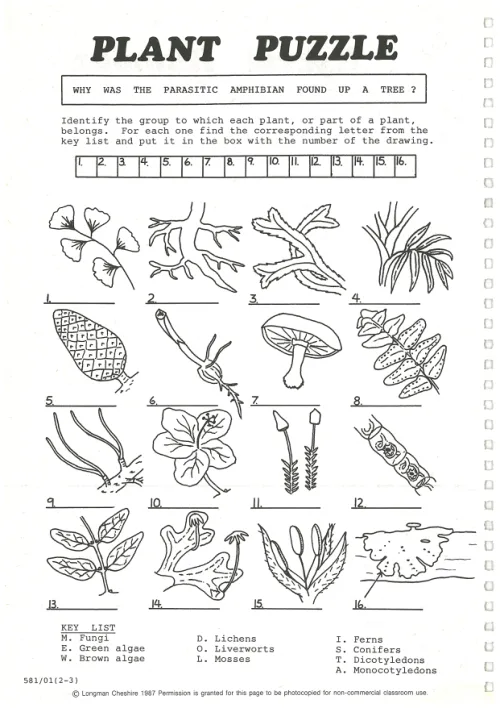 PLANT PUZZLE
WHY WAS THE PARASITIC AMPHIBIAN FOUND UP A TREE ?
Identify the group to which each plant, or part of a plant,
belongs. For each one find the corresponding letter from the
key list and put it in the box with the number of the drawing.
1. 2. 3. 4. 5. 6. 7. 8. 9. 10. 11. 12. 13. 14. 15. 16.
1. 2. 3. 4.
5. 6. 7. 8.
9. 10. 11. 12.
13. 14. 15. 16.
KEY LIST
M. Fungi D. Lichens I. Ferns
E. Green algae O. Liverworts S. Conifers
W. Brown algae L. Mosses T. Dicotyledons
A. Monocotyledons
581/01(2-3)
© Longman Cheshire 1987 Permission is granted for this page to be photocopied for non-commercial classroom use.